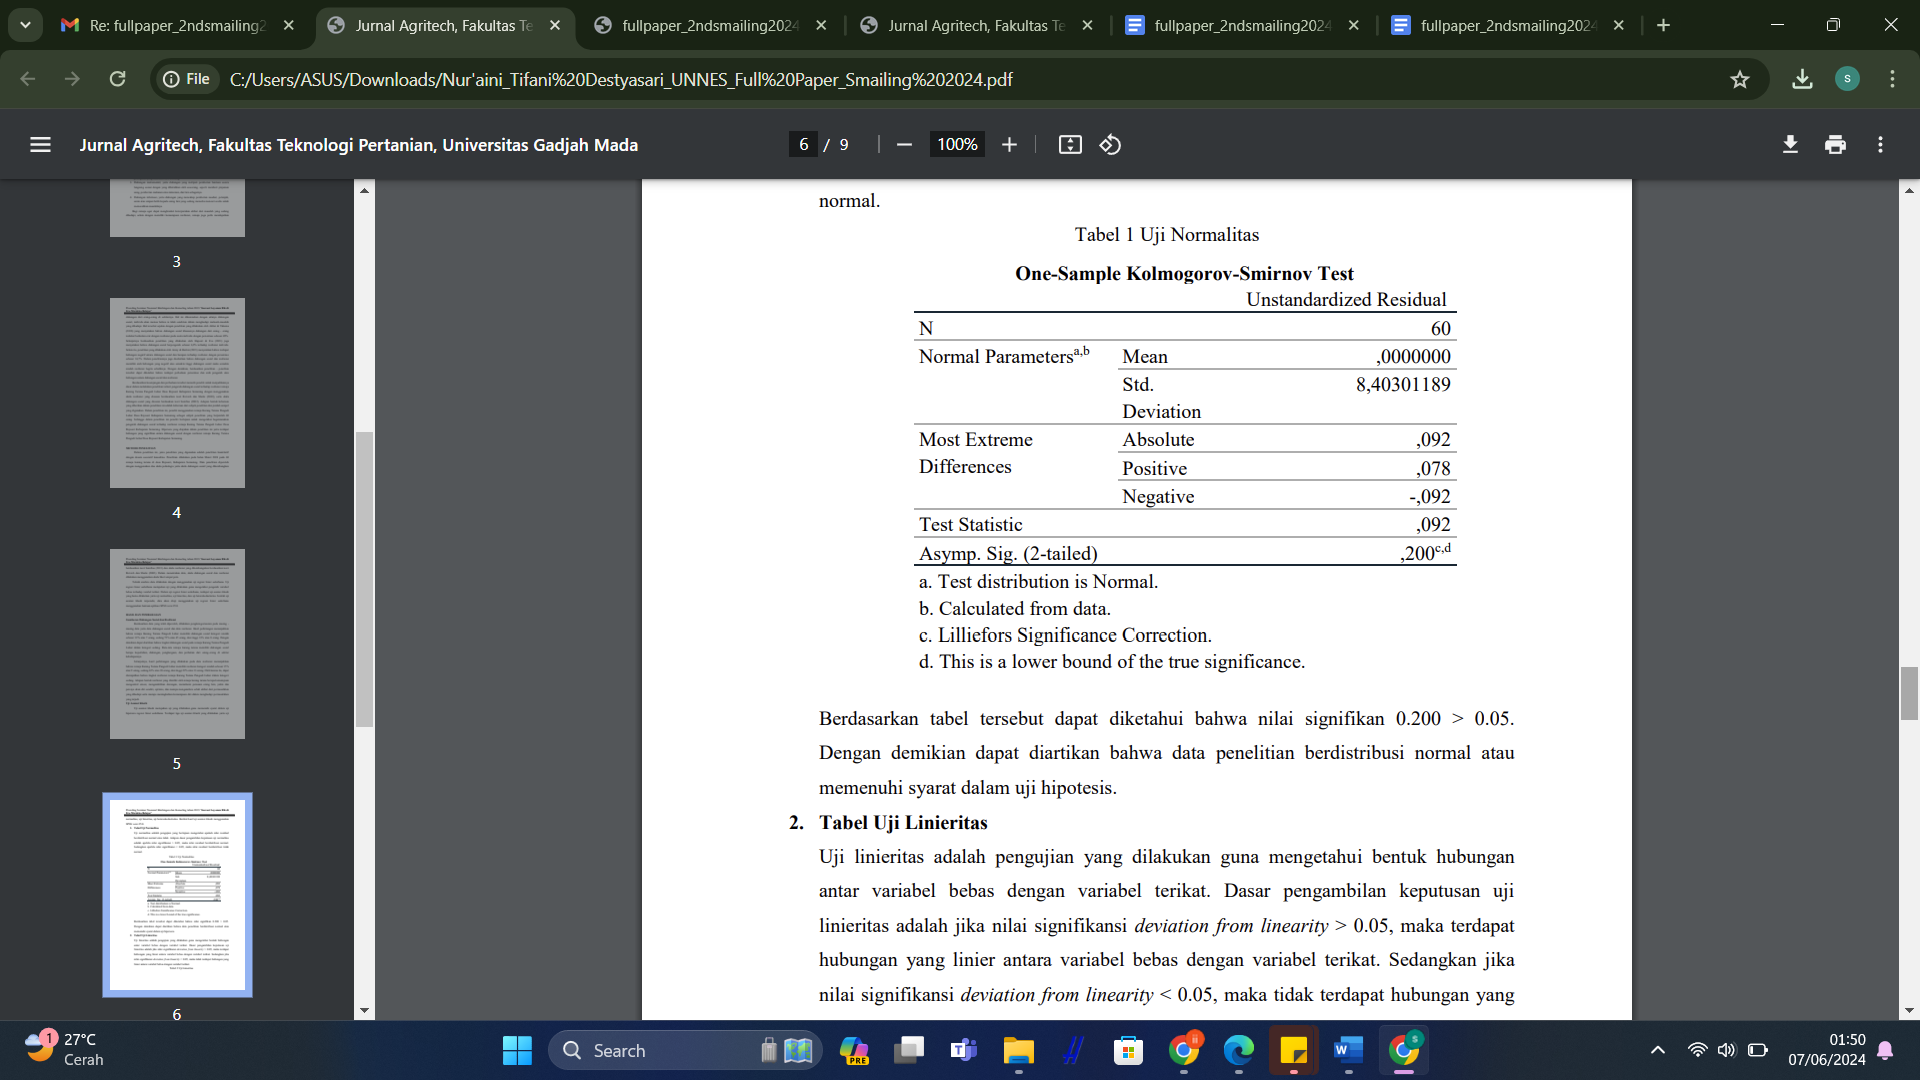 Re: fullpaper_2ndsmailing2
Jurnal Agritech, Fakultas Te
fullpaper_2ndsmailing2024
Jurnal Agritech, Fakultas Te
fullpaper_2ndsmailing2024
fullpaper_2ndsmailing2024
File
C:/Users/ASUS/Downloads/Nur'aini_Tifani%20Destyasari_UNNES_Full%20Paper_Smailing%202024.pdf
S
Jurnal Agritech, Fakultas Teknologi Pertanian, Universitas Gadjah Mada
6 / 9
100%
3
4
5
6
normal.
Tabel 1 Uji Normalitas
One-Sample Kolmogorov-Smirnov Test
Unstandardized Residual
N 60
Normal Parametersa,b Mean ,0000000
Std. 8,40301189
Deviation
Most Extreme Absolute ,092
Differences Positive ,078
Negative -,092
Test Statistic ,092
Asymp. Sig. (2-tailed) ,200c,d
a. Test distribution is Normal.
b. Calculated from data.
c. Lilliefors Significance Correction.
d. This is a lower bound of the true significance.
Berdasarkan tabel tersebut dapat diketahui bahwa nilai signifikan 0.200 > 0.05.
Dengan demikian dapat diartikan bahwa data penelitian berdistribusi normal atau
memenuhi syarat dalam uji hipotesis.
2. Tabel Uji Linieritas
Uji linieritas adalah pengujian yang dilakukan guna mengetahui bentuk hubungan
antar variabel bebas dengan variabel terikat. Dasar pengambilan keputusan uji
linieritas adalah jika nilai signifikansi deviation from linearity > 0.05, maka terdapat
hubungan yang linier antara variabel bebas dengan variabel terikat. Sedangkan jika
nilai signifikansi deviation from linearity < 0.05, maka tidak terdapat hubungan yang
1
27°C
Cerah
Search
PRE
01:50
07/06/2024